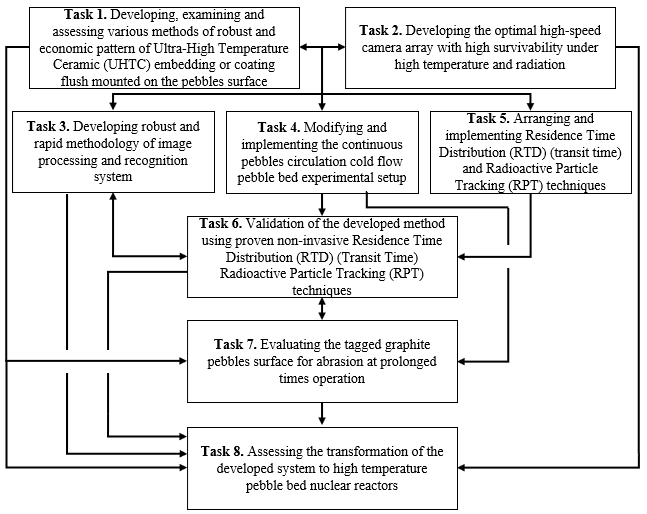 Task 1. Developing, examining and
assessing various methods of robust and
economic pattern of Ultra-High Temperature
Ceramic (UHTC) embedding or coating
flush mounted on the pebbles surface
Task 2. Developing the optimal high-speed
camera array with high survivability under
high temperature and radiation
Task 3. Developing robust and
rapid methodology of image
processing and recognition
system
Task 4. Modifying and
implementing the continuous
pebbles circulation cold flow
pebble bed experimental setup
Task 5. Arranging and
implementing Residence Time
Distribution (RTD) (transit time)
and Radioactive Particle
Tracking (RPT) techniques
Task 6. Validation of the developed method
using proven non-invasive Residence Time
Distribution (RTD) (Transit Time)
Radioactive Particle Tracking (RPT)
techniques
Task 7. Evaluating the tagged graphite
pebbles surface for abrasion at prolonged
times operation
Task 8. Assessing the transformation of the
developed system to high temperature
pebble bed nuclear reactors